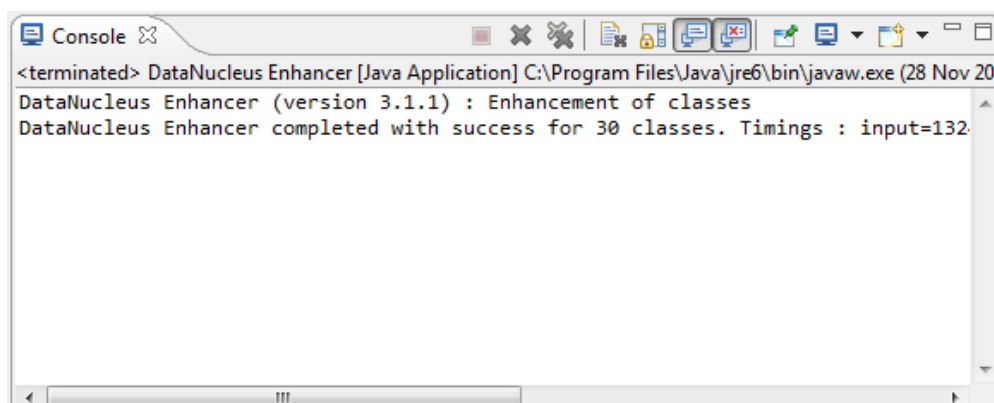 Console
<terminated> DataNucleus Enhancer [Java Application] C:\Program Files\Java\jre6\bin\javaw.exe (28 Nov 20
DataNucleus Enhancer (version 3.1.1) : Enhancement of classes
DataNucleus Enhancer completed with success for 30 classes. Timings : input=132